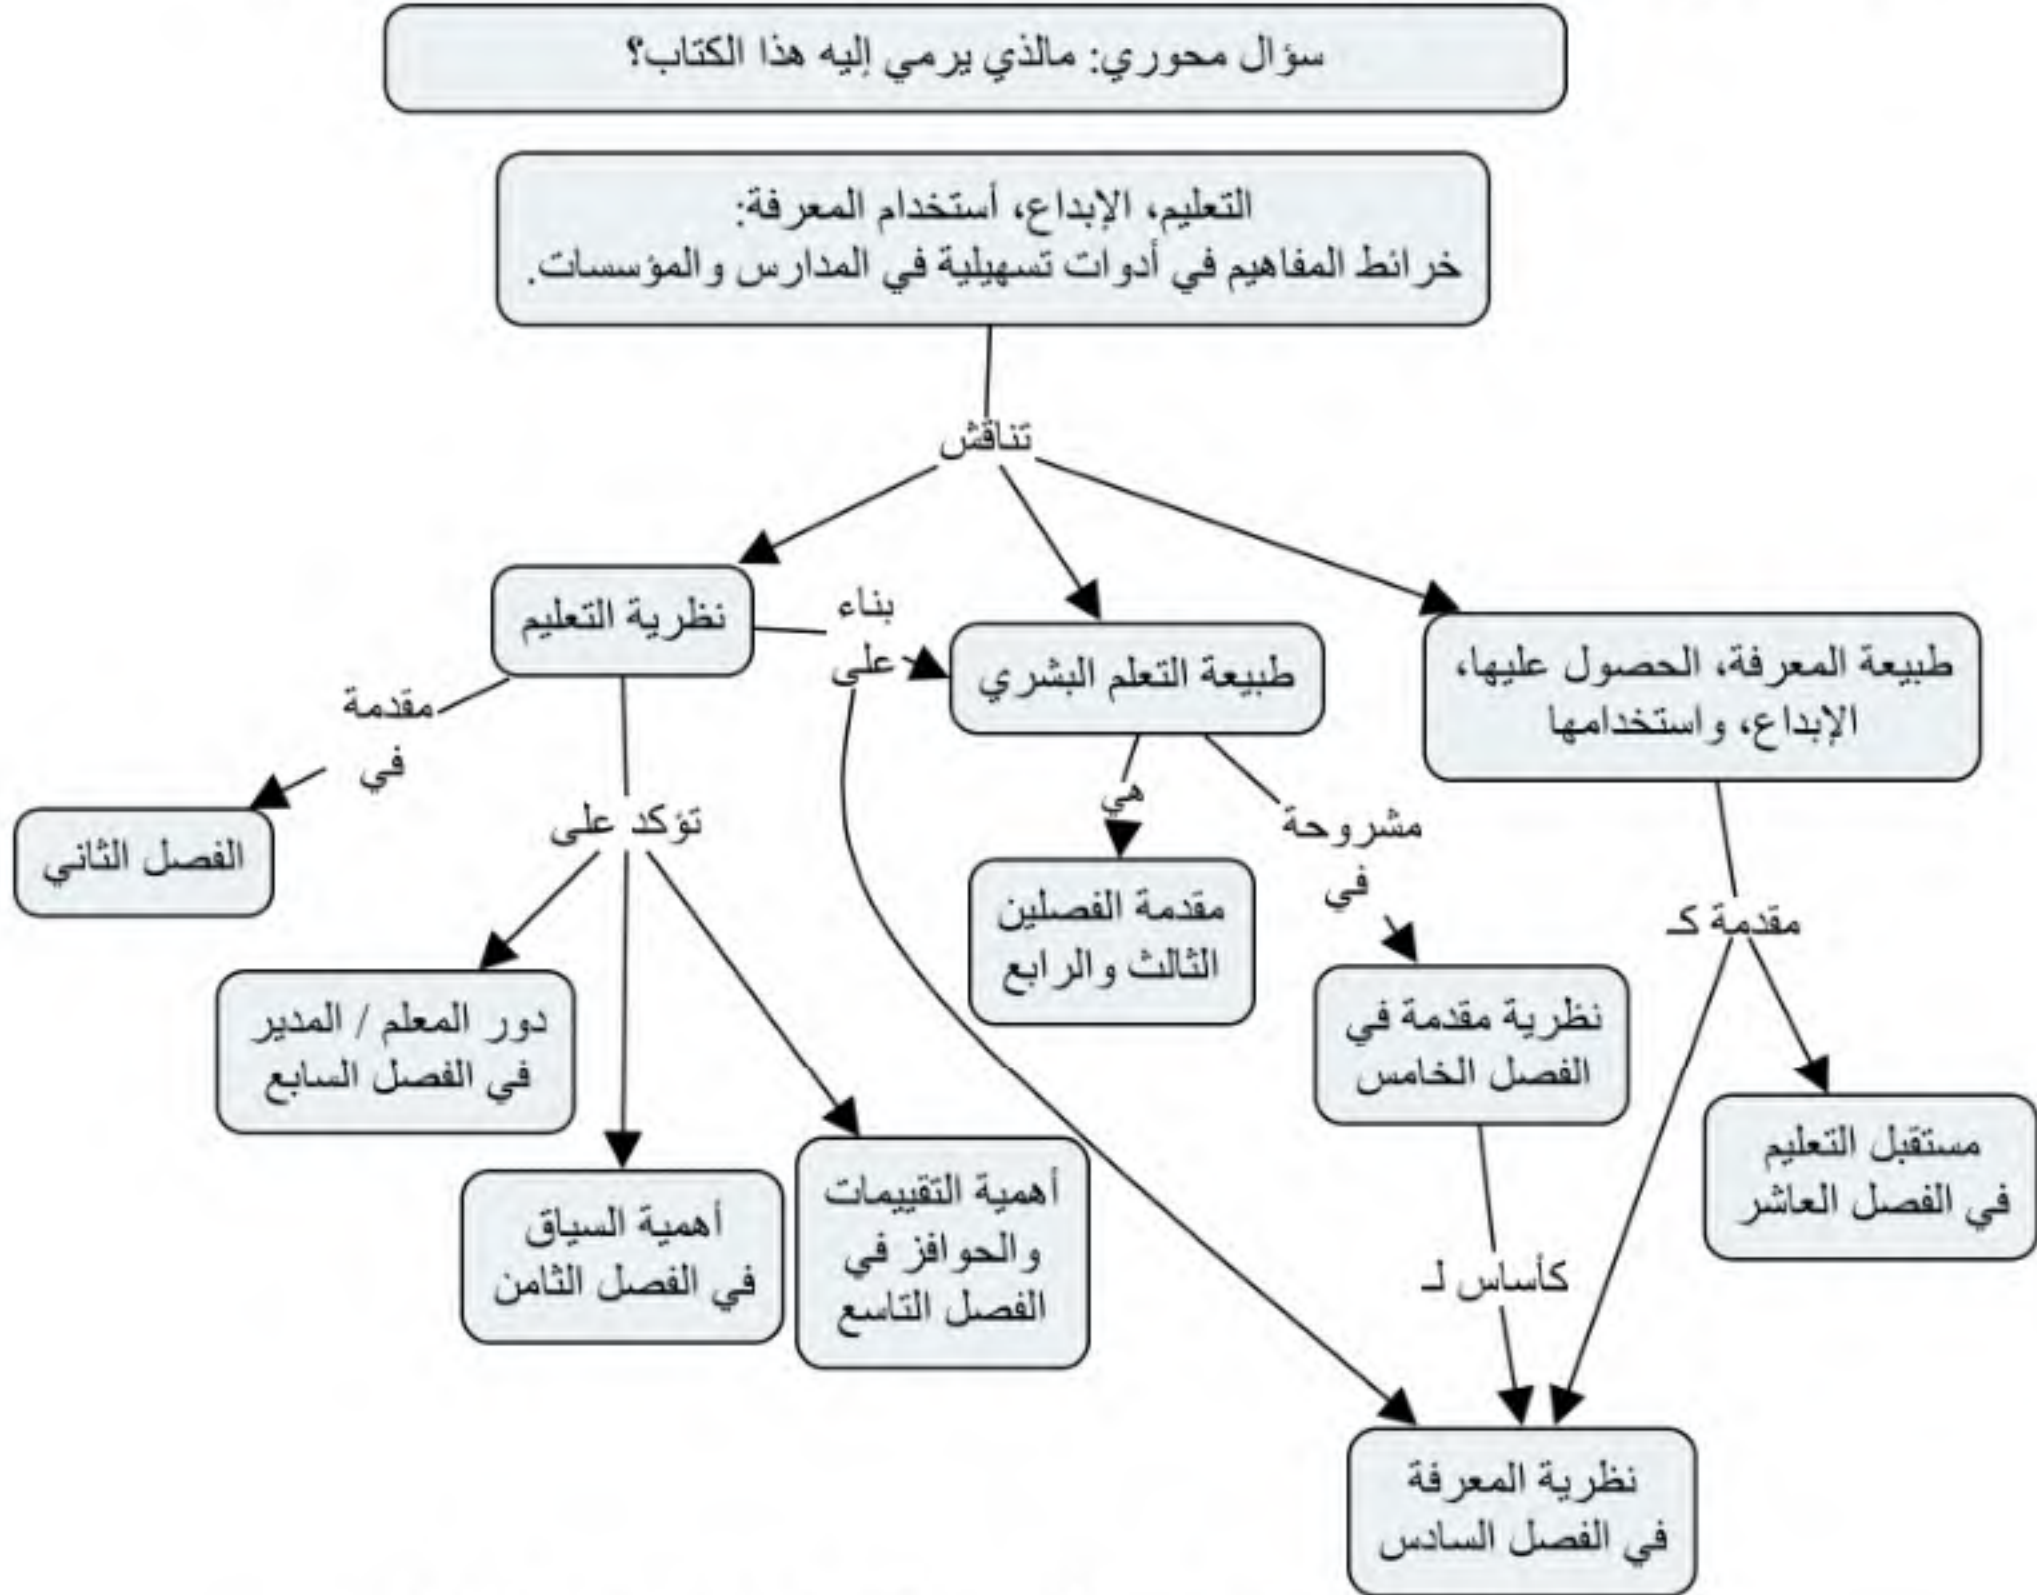 سؤال محوري: مالذي يرمي إليه هذا الكتاب؟
التعليم، الإبداع، أستخدام المعرفة:
خرائط المفاهيم في أدوات تسهيلية في المدارس والمؤسسات.
تناقش
نظرية التعليم
بناء
على
طبيعة التعلم البشري
طبيعة المعرفة، الحصول عليها،
الإبداع، واستخدامها
مقدمة
في
الفصل الثاني
تؤكد على
هي
مشروحة
في
مقدمة كـ
مقدمة الفصلين
الثالث والرابع
دور المعلم / المدير
في الفصل السابع
نظرية مقدمة في
الفصل الخامس
أهمية السياق
في الفصل الثامن
أهمية التقييمات
والحوافز في
الفصل التاسع
مستقبل التعليم
في الفصل العاشر
كأساس لـ
نظرية المعرفة
في الفصل السادس